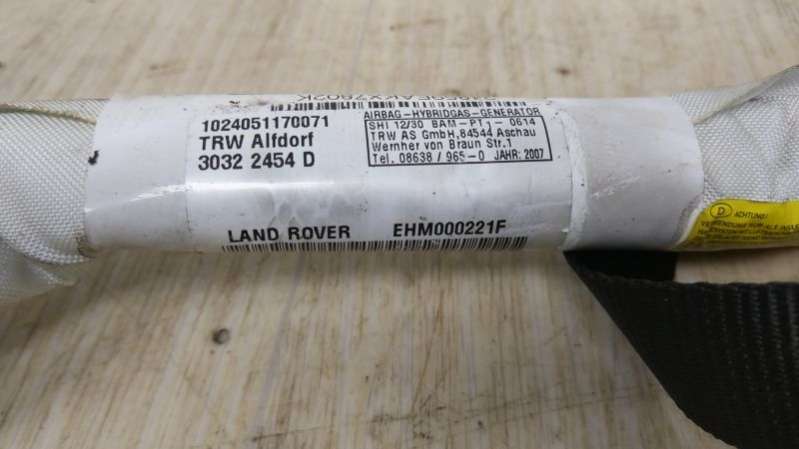 1024051170071
TRW Alfdorf
3032 2454 D
AIRBAG-HYBRIDGAS-GENERATOR
SHI 12/30 BAM-PT1-0614
TRW AS GmbH,84544 Aschau
Wernher von Braun Str.1
Tel. 08638 / 965-0 JAHR: 2007
LAND ROVER EHM000221F
D ACHTUNG!